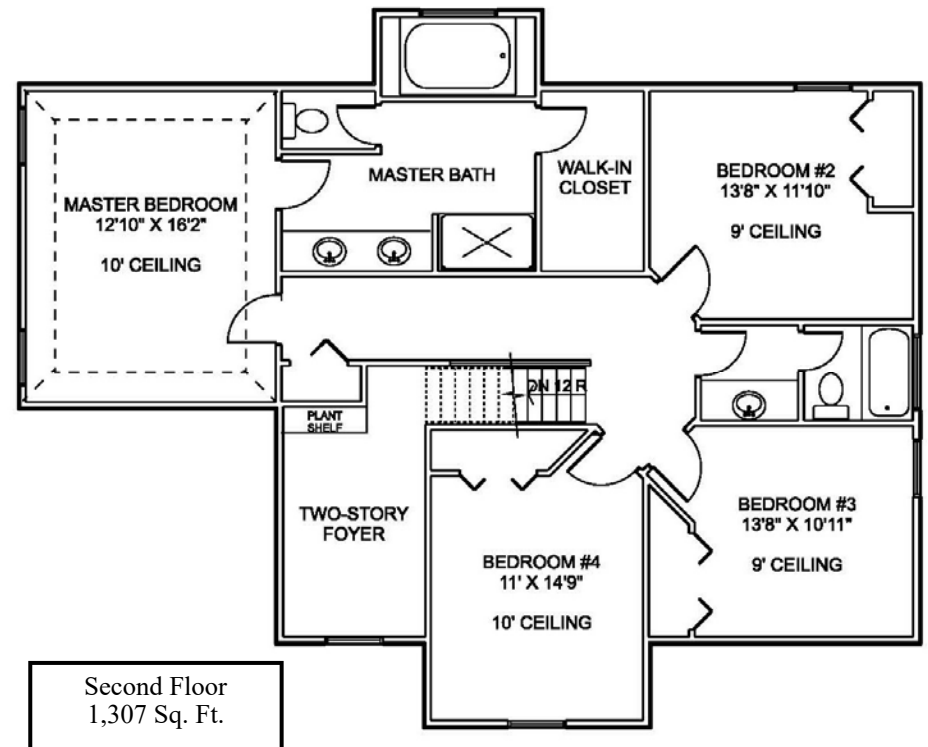 MASTER BEDROOM
12'10" X 16'2"
10' CEILING
MASTER BATH
WALK-IN
CLOSET
BEDROOM #2
13'8" X 11'10"
9' CEILING
DN 12 R
PLANT
SHELF
TWO-STORY
FOYER
BEDROOM #4
11' X 14'9"
10' CEILING
BEDROOM #3
13'8" X 10'11"
9' CEILING
Second Floor
1,307 Sq. Ft.